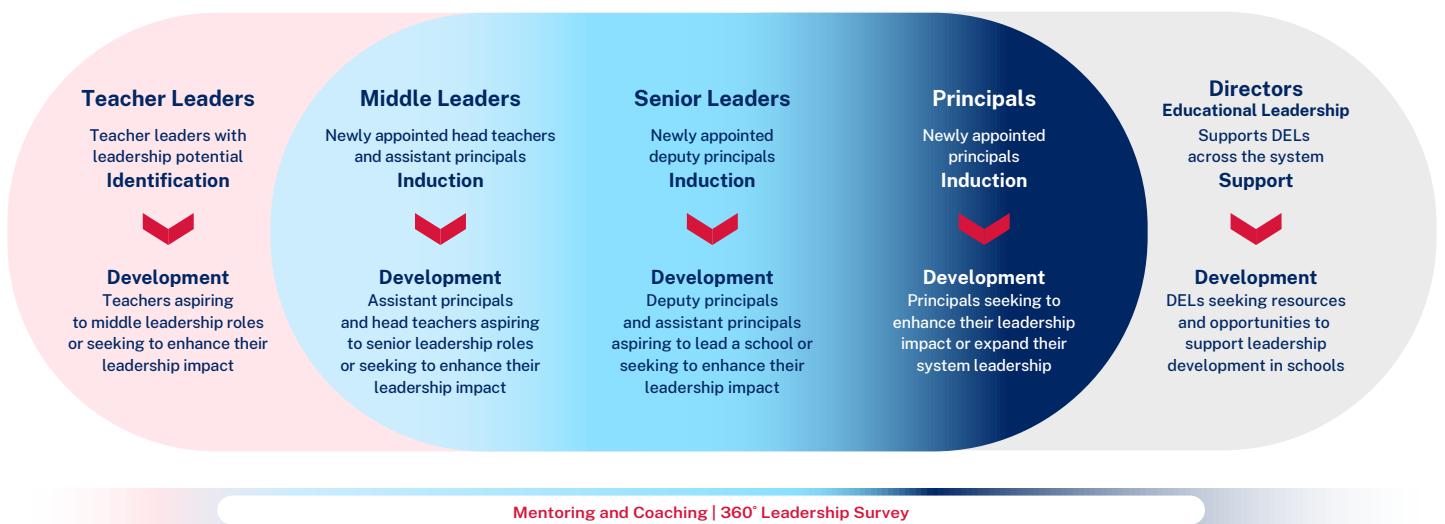 Teacher Leaders
Teacher leaders with
leadership potential
Identification
Development
Teachers aspiring
to middle leadership roles
or seeking to enhance their
leadership impact
Middle Leaders
Newly appointed head teachers
and assistant principals
Induction
Development
Assistant principals
and head teachers aspiring
to senior leadership roles
or seeking to enhance their
leadership impact
Senior Leaders
Newly appointed
deputy principals
Induction
Development
Deputy principals
and assistant principals
aspiring to lead a school or
seeking to enhance their
leadership impact
Principals
Newly appointed
principals
Induction
Development
Principals seeking to
enhance their leadership
impact or expand their
system leadership
Directors
Educational Leadership
Supports DELs
across the system
Support
Development
DELs seeking resources
and opportunities to
support leadership
development in schools
Mentoring and Coaching | 360° Leadership Survey